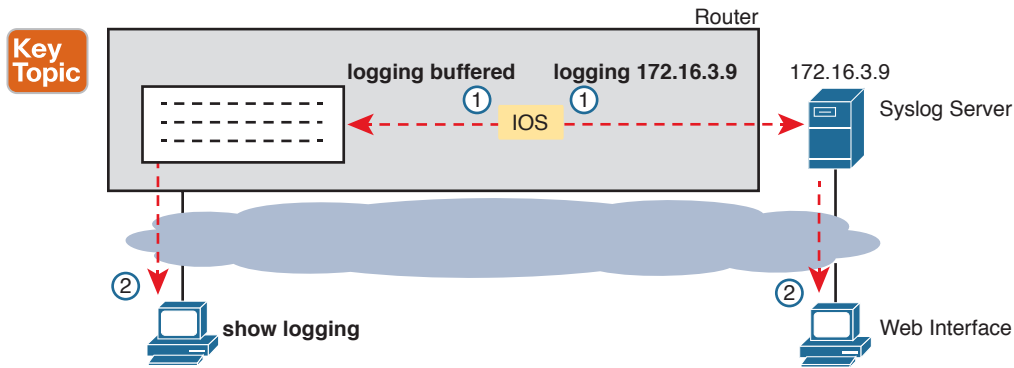 Router
Key
Topic
logging buffered
logging 172.16.3.9
172.16.3.9
1
1
Syslog Server
IOS
2
2
show logging
Web Interface